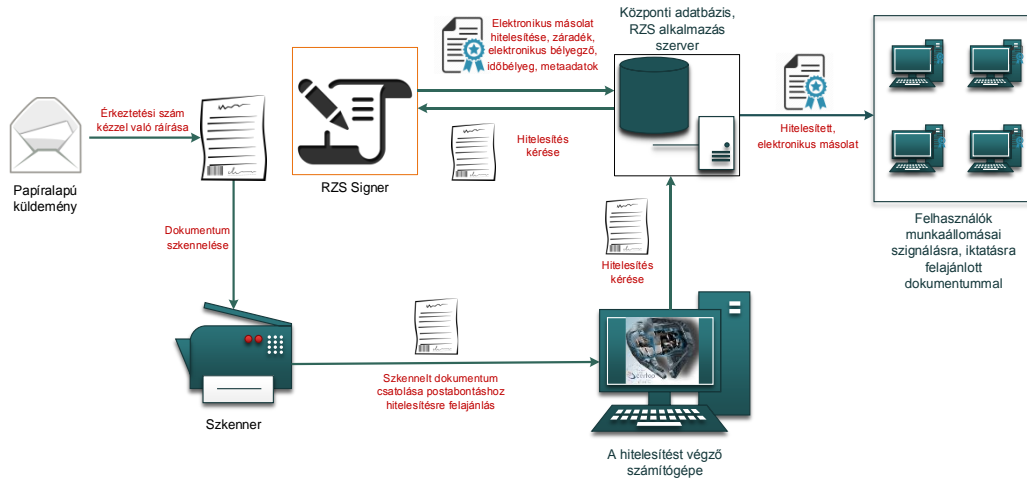 Elektronikus másolat
hitelesítése, záradék,
elektronikus bélyegző,
időbélyeg, metaadatok
Központi adatbázis,
RZS alkalmazás
szerver
Érkeztetési szám
kézzel való ráírása
Papíralapú
küldemény
RZS Signer
Hitelesítés
kérése
Hitelesített,
elektronikus másolat
Felhasználók
munkaállomásai
szignálásra, iktatásra
felajánlott
dokumentummal
Dokumentum
szkennelése
Hitelesítés
kérése
Szkenner
Szkennelt dokumentum
csatolása postabontáshoz
hitelesítésre felajánlás
A hitelesítést végző
számítógépe